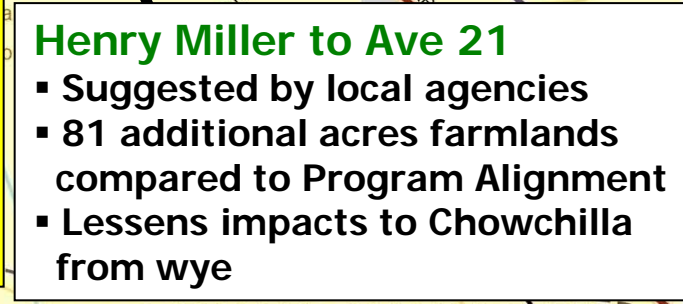 Henry Miller to Ave 21
▪ Suggested by local agencies
▪ 81 additional acres farmlands
compared to Program Alignment
▪ Lessens impacts to Chowchilla
from wye